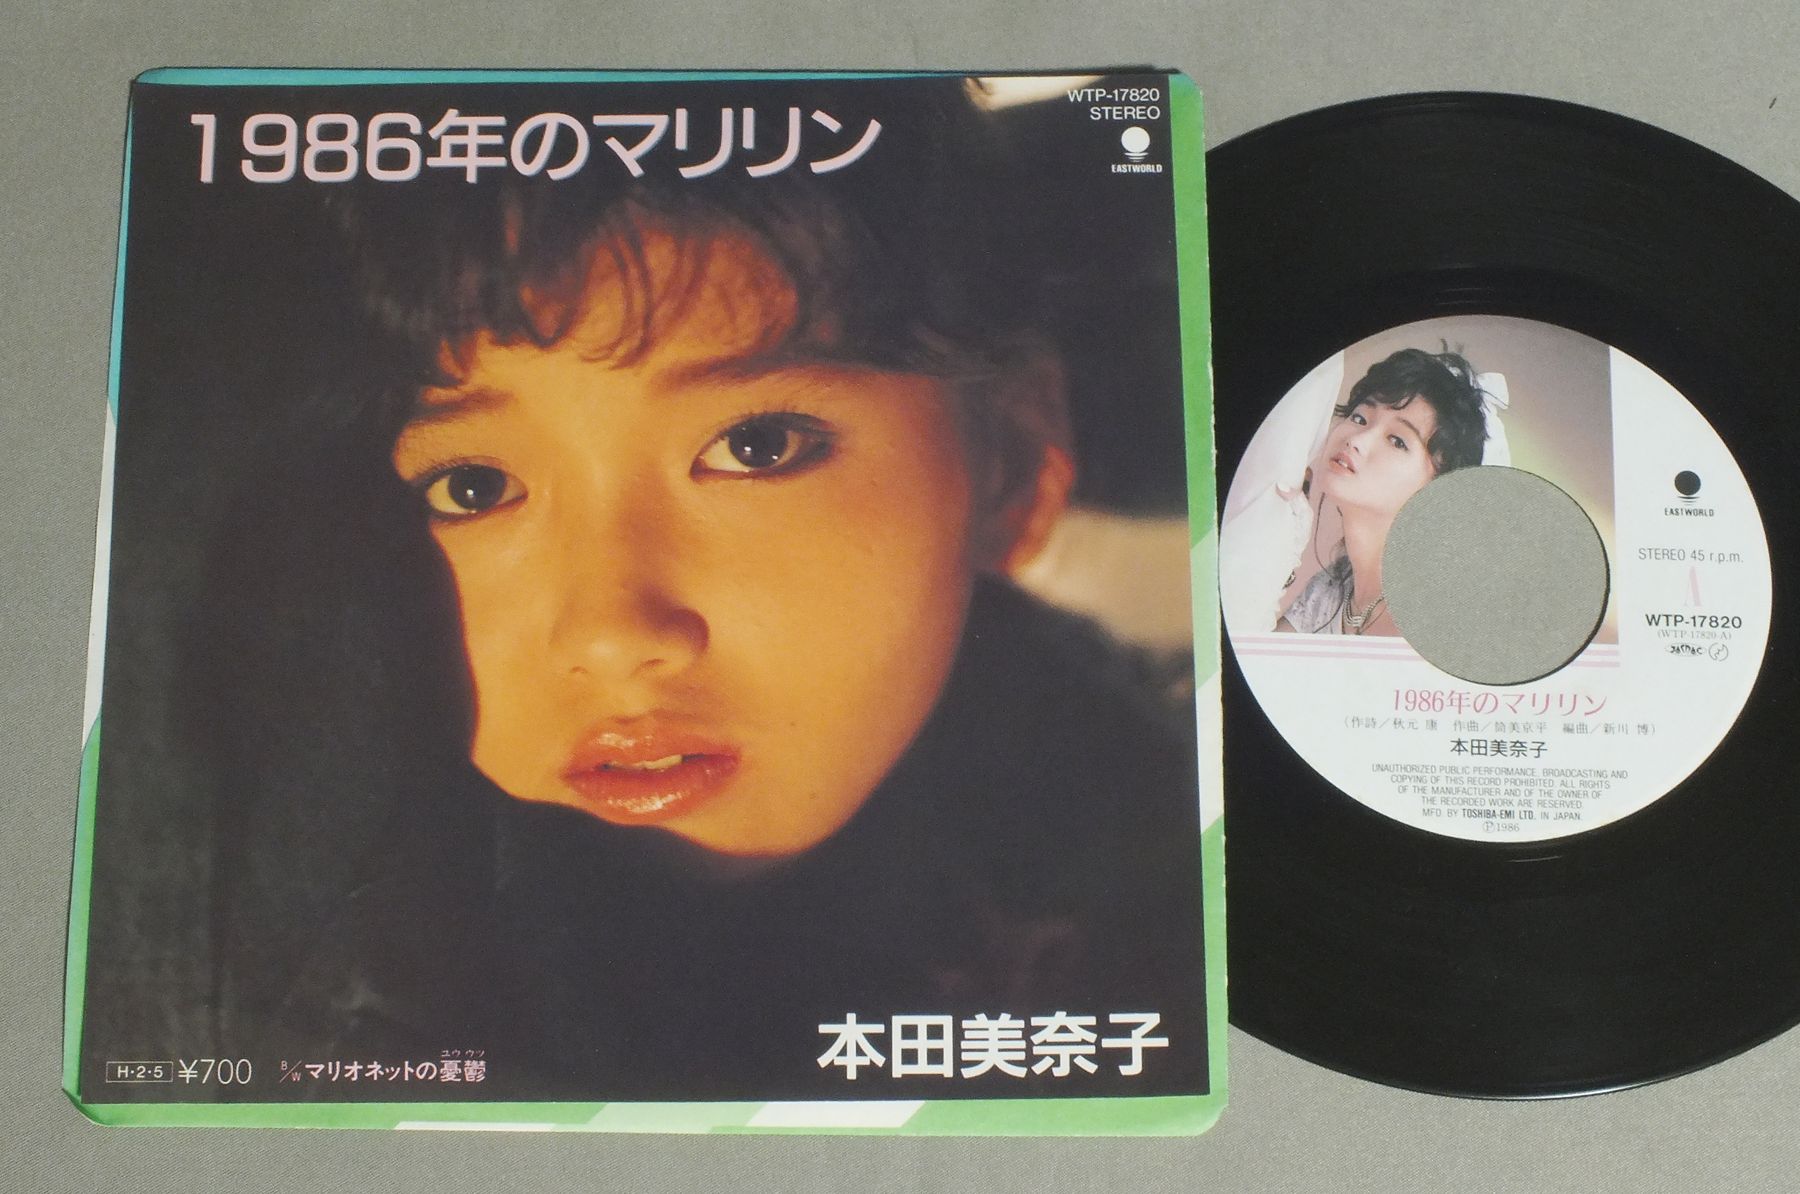 1986年のマリリン
WTP-17820
STEREO
EASTWORLD
本田美奈子
H・2・5 ¥700 B/W マリオネットの憂鬱
ユウ ウツ
EASTWORLD
STEREO 45 r.p.m.
A
WTP-17820
(WTP-17820-A)
1986年のマリリン
(作詩/秋元 康 作曲/筒美京平 編曲/新川 博)
本田美奈子
UNAUTHORIZED PUBLIC PERFORMANCE, BROADCASTING AND
COPYING OF THIS RECORD PROHIBITED. ALL RIGHTS
OF THE MANUFACTURER AND OF THE OWNER OF
THE RECORDED WORK ARE RESERVED.
MFD. BY TOSHIBA-EMI LTD. IN JAPAN.
Ⓟ1986